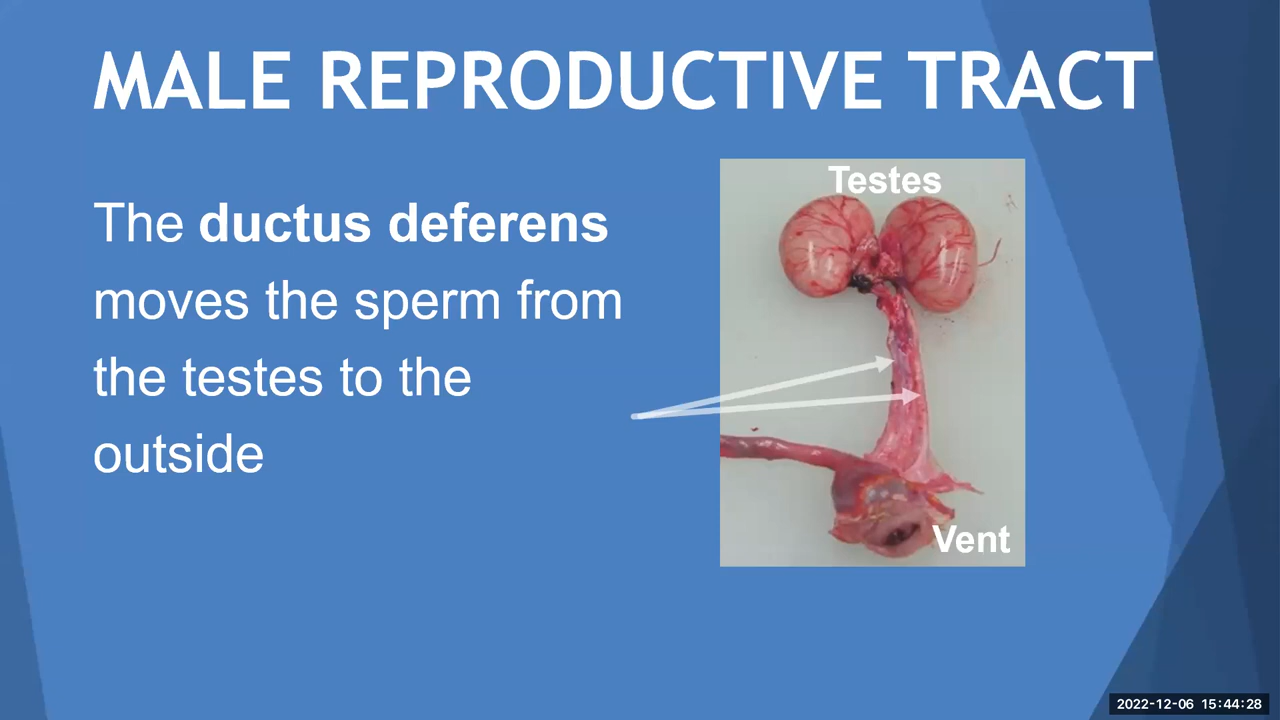 MALE REPRODUCTIVE TRACT
The ductus deferens
moves the sperm from
the testes to the
outside
Testes
Vent
2022-12-06 15:44:28